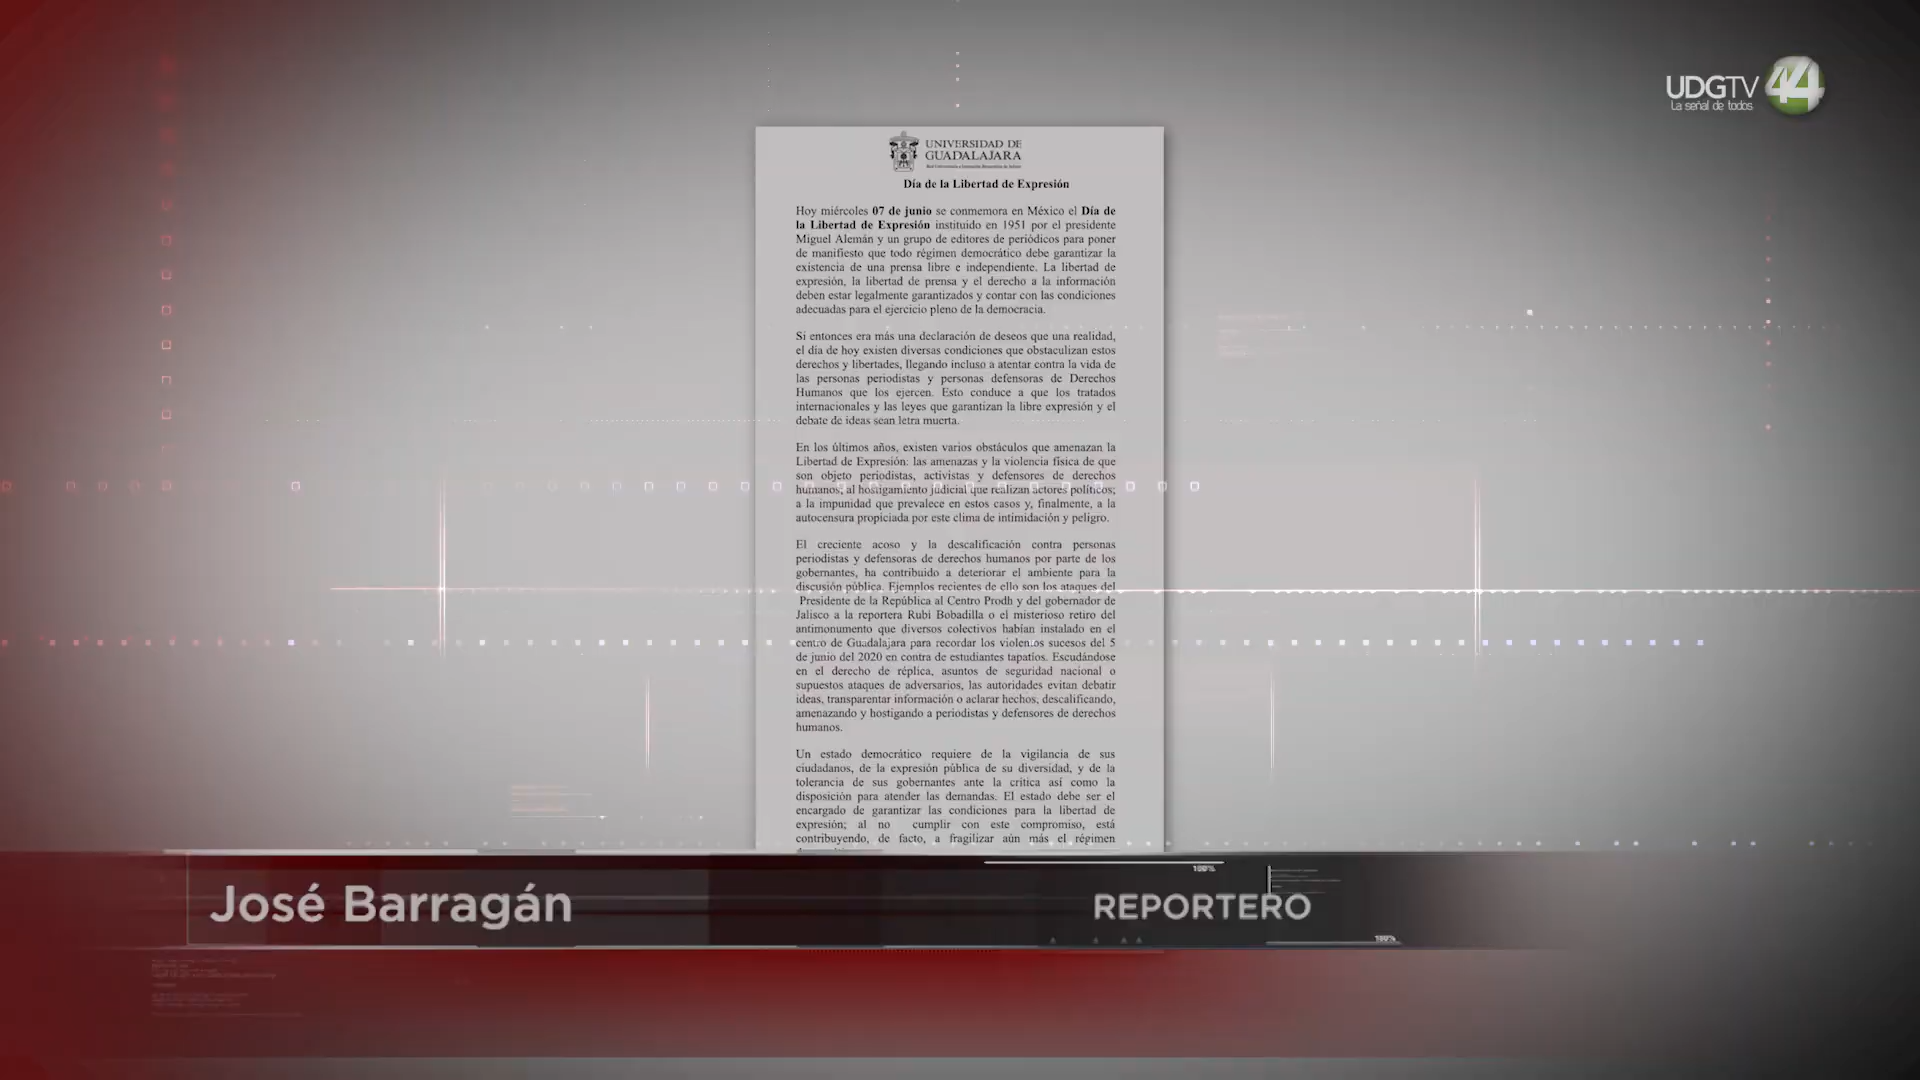 UDGTV 44
La señal de todos
UNIVERSIDAD DE
GUADALAJARA
Día de la Libertad de Expresión
Hoy miércoles 07 de junio se conmemora en México el Día de
la Libertad de Expresión instituido en 1951 por el presidente
Miguel Alemán y un grupo de editores de periódicos para poner
de manifiesto que todo régimen democrático debe garantizar la
existencia de una prensa libre e independiente. La libertad de
expresión, la libertad de prensa y el derecho a la información
deben estar legalmente garantizados y contar con las condiciones
adecuadas para el ejercicio pleno de la democracia.
Si entonces era más una declaración de deseos que una realidad,
el día de hoy existen diversas condiciones que obstaculizan estos
derechos y libertades, llegando incluso a atentar contra la vida de
las personas periodistas y personas defensoras de Derechos
Humanos que los ejercen. Esto conduce a que los tratados
internacionales y las leyes que garantizan la libre expresión y el
debate de ideas sean letra muerta.
En los últimos años, existen varios obstáculos que amenazan la
Libertad de Expresión: las amenazas y la violencia física de que
son objeto periodistas, activistas y defensores de derechos
humanos, al hostigamiento judicial que realizan actores políticos;
a la impunidad que prevalece en estos casos y, finalmente, a la
autocensura propiciada por este clima de intimidación y peligro.
El creciente acoso y la descalificación contra personas
periodistas y defensoras de derechos humanos por parte de los
gobernantes, ha contribuido a deteriorar el ambiente para la
discusión pública. Ejemplos recientes de ello son los ataques del
Presidente de la República al Centro Prodh y del gobernador de
Jalisco a la reportera Rubi Bobadilla o el misterioso retiro del
antimonumento que diversos colectivos habían instalado en el
centro de Guadalajara para recordar los violentos sucesos del 5
de junio del 2020 en contra de estudiantes tapatíos. Escudándose
en el derecho de réplica, asuntos de seguridad nacional o
supuestos ataques de adversarios, las autoridades evitan debatir
ideas, transparentar información o aclarar hechos, descalificando,
amenazando y hostigando a periodistas y defensores de derechos
humanos.
Un estado democrático requiere de la vigilancia de sus
ciudadanos, de la expresión pública de su diversidad, y de la
tolerancia de sus gobernantes ante la crítica así como la
disposición para atender las demandas. El estado debe ser el
encargado de garantizar las condiciones para la libertad de
expresión; al no cumplir con este compromiso, está
contribuyendo, de facto, a fragilizar aún más el régimen
100%
José Barragán REPORTERO
100%